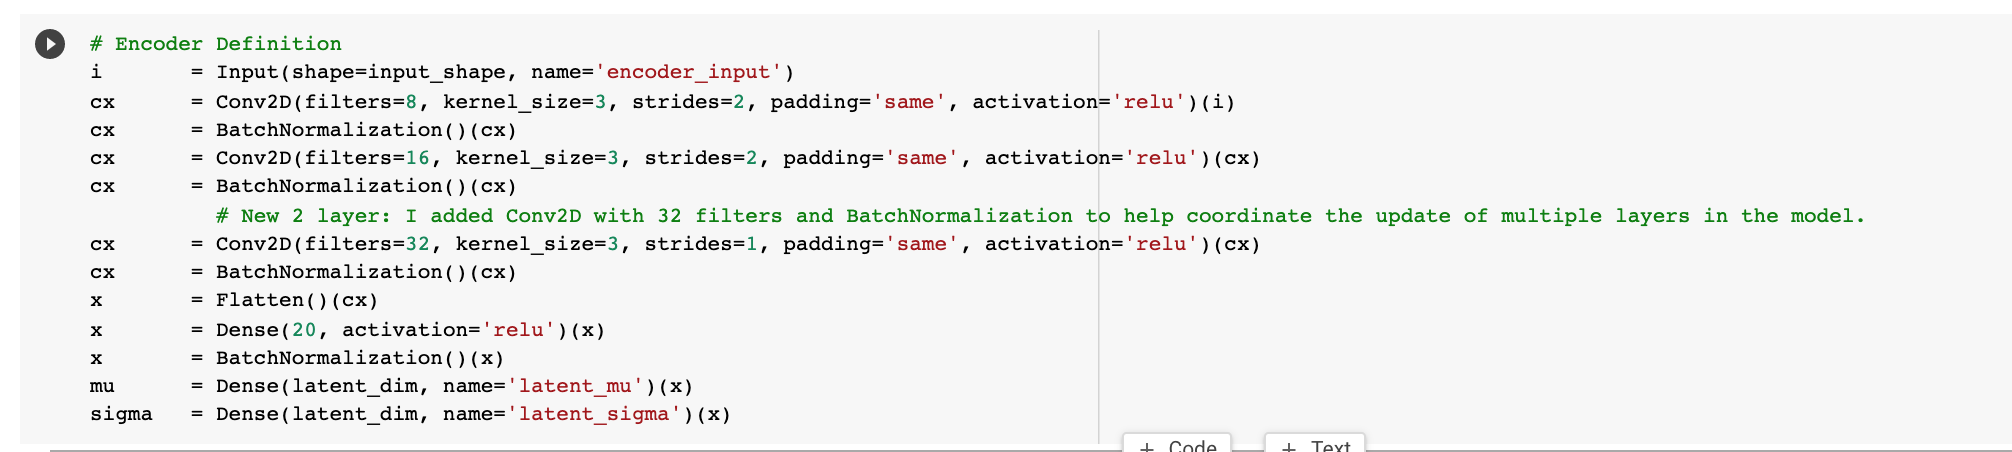 # Encoder Definition
i       = Input(shape=input_shape, name='encoder_input')
cx      = Conv2D(filters=8, kernel_size=3, strides=2, padding='same', activation='relu')(i)
cx      = BatchNormalization()(cx)
cx      = Conv2D(filters=16, kernel_size=3, strides=2, padding='same', activation='relu')(cx)
cx      = BatchNormalization()(cx)
          # New 2 layer: I added Conv2D with 32 filters and BatchNormalization to help coordinate the update of multiple layers in the model.
cx      = Conv2D(filters=32, kernel_size=3, strides=1, padding='same', activation='relu')(cx)
cx      = BatchNormalization()(cx)
x       = Flatten()(cx)
x       = Dense(20, activation='relu')(x)
x       = BatchNormalization()(x)
mu      = Dense(latent_dim, name='latent_mu')(x)
sigma   = Dense(latent_dim, name='latent_sigma')(x)
+ Code + Text